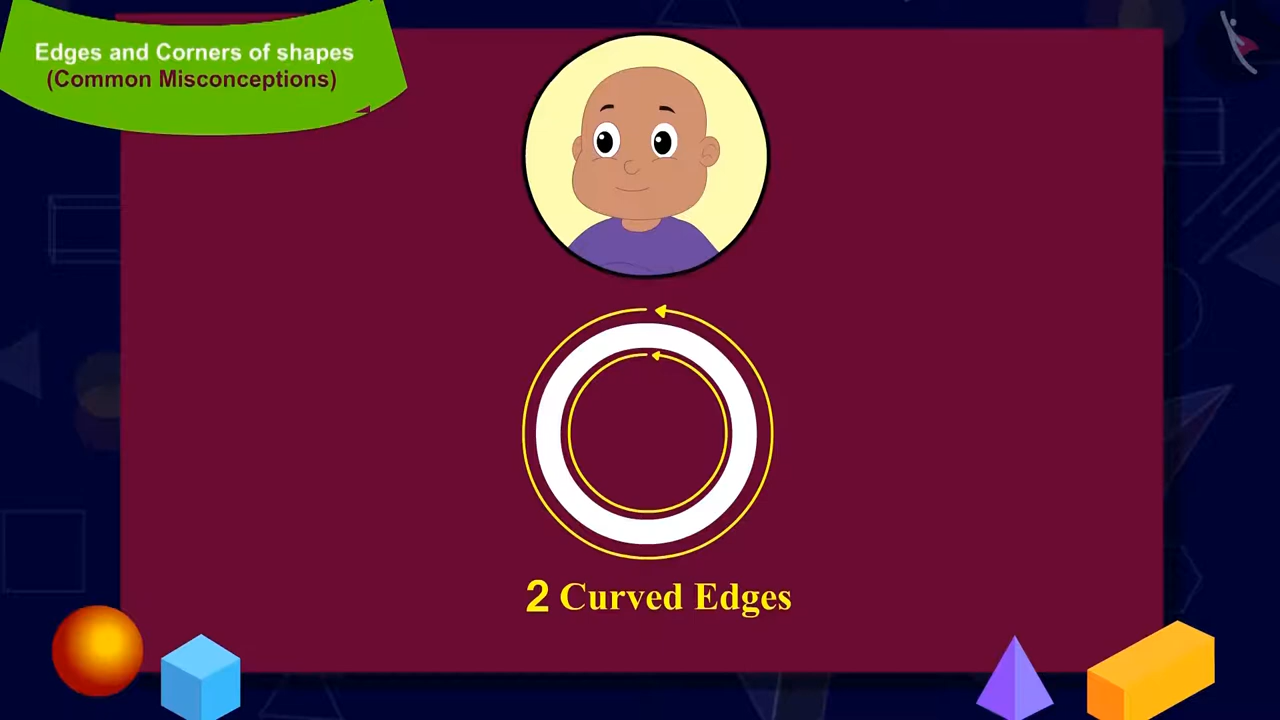 Edges and Corners of shapes
(Common Misconceptions)
2 Curved Edges